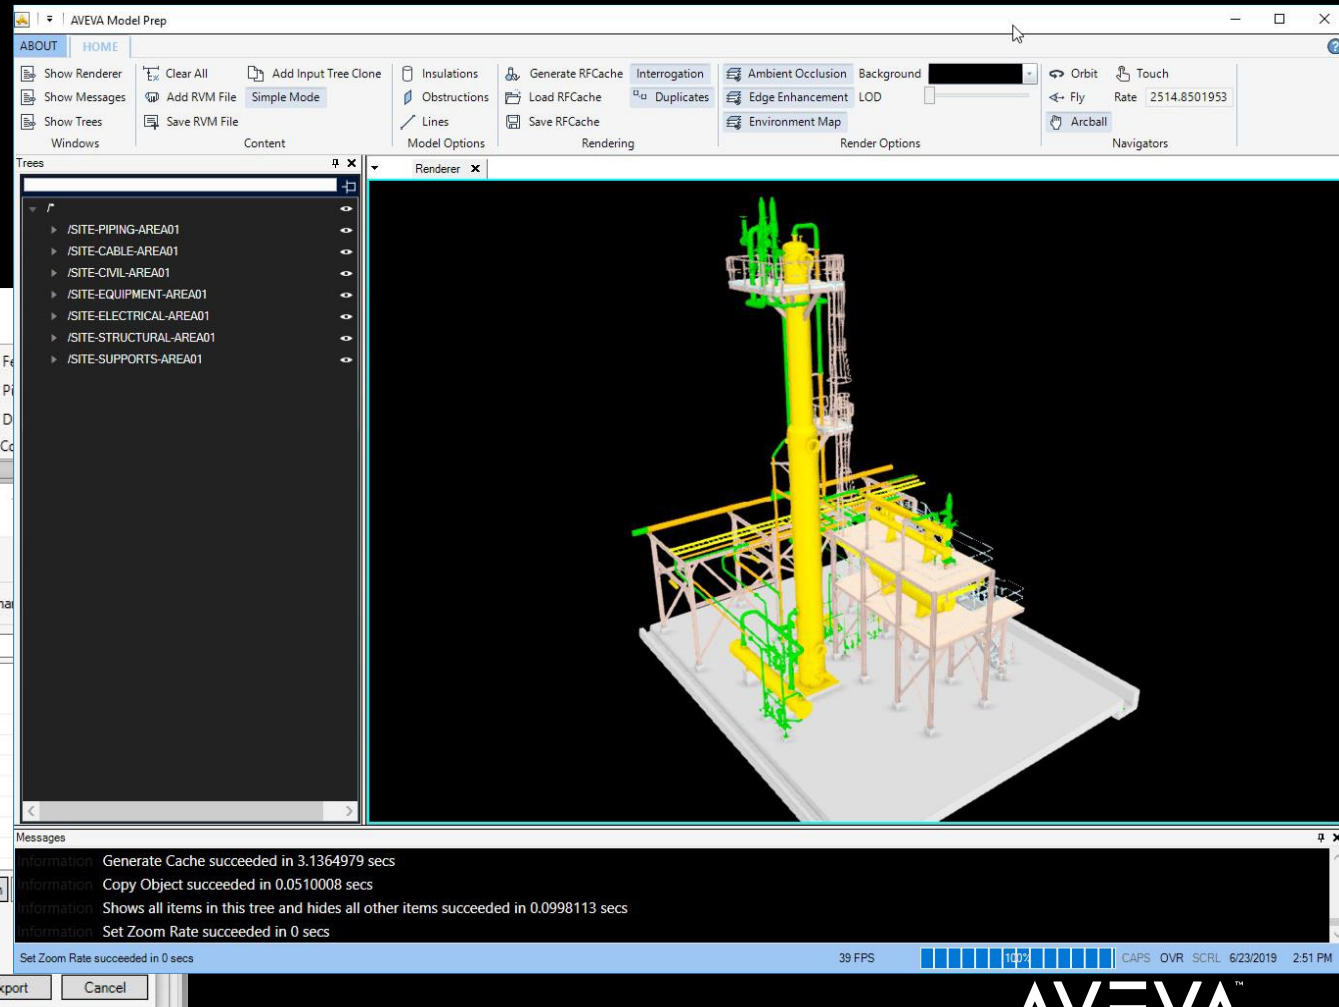 AVEVA Model Prep
ABOUT HOME
Show Renderer Clear All Add Input Tree Clone Insulations Generate RFCache Interrogation Ambient Occlusion Background Orbit Touch
Show Messages Add RVM File Simple Mode Obstructions Load RFCache Duplicates Edge Enhancement LOD Fly Rate 2514.8501953
Show Trees Save RVM File Lines Save RFCache Environment Map Arcball
Windows Content Model Options Rendering Render Options Navigators
Trees Renderer
/*
/SITE-PIPING-AREA01
/SITE-CABLE-AREA01
/SITE-CIVIL-AREA01
/SITE-EQUIPMENT-AREA01
/SITE-ELECTRICAL-AREA01
/SITE-STRUCTURAL-AREA01
/SITE-SUPPORTS-AREA01
Messages
Information Generate Cache succeeded in 3.1364979 secs
Information Copy Object succeeded in 0.0510008 secs
Information Shows all items in this tree and hides all other items succeeded in 0.0998113 secs
Information Set Zoom Rate succeeded in 0 secs
Set Zoom Rate succeeded in 0 secs 39 FPS 100% CAPS OVR SCRL 6/23/2019 2:51 PM
xport Cancel
AVEVA™